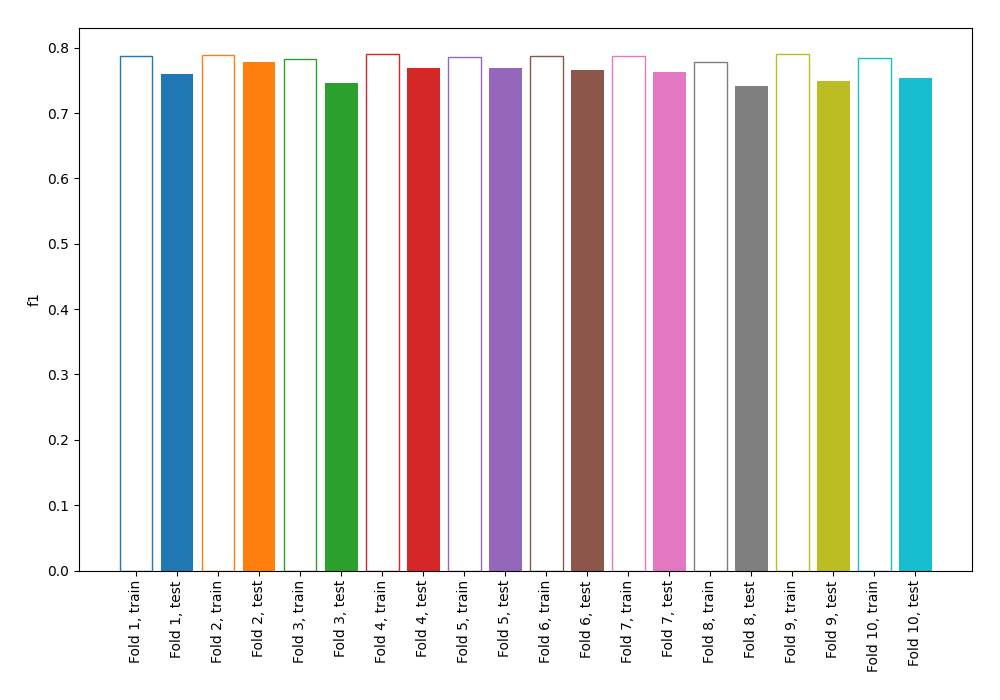 f1
0.8
0.7
0.6
0.5
0.4
0.3
0.2
0.1
0.0
Fold 1, train
Fold 1, test
Fold 2, train
Fold 2, test
Fold 3, train
Fold 3, test
Fold 4, train
Fold 4, test
Fold 5, train
Fold 5, test
Fold 6, train
Fold 6, test
Fold 7, train
Fold 7, test
Fold 8, train
Fold 8, test
Fold 9, train
Fold 9, test
Fold 10, train
Fold 10, test